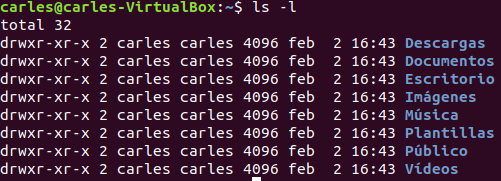 carles@carles-VirtualBox:~$ ls -l
total 32
drwxr-xr-x 2 carles carles 4096 feb  2 16:43 Descargas
drwxr-xr-x 2 carles carles 4096 feb  2 16:43 Documentos
drwxr-xr-x 2 carles carles 4096 feb  2 16:43 Escritorio
drwxr-xr-x 2 carles carles 4096 feb  2 16:43 Imágenes
drwxr-xr-x 2 carles carles 4096 feb  2 16:43 Música
drwxr-xr-x 2 carles carles 4096 feb  2 16:43 Plantillas
drwxr-xr-x 2 carles carles 4096 feb  2 16:43 Público
drwxr-xr-x 2 carles carles 4096 feb  2 16:43 Vídeos